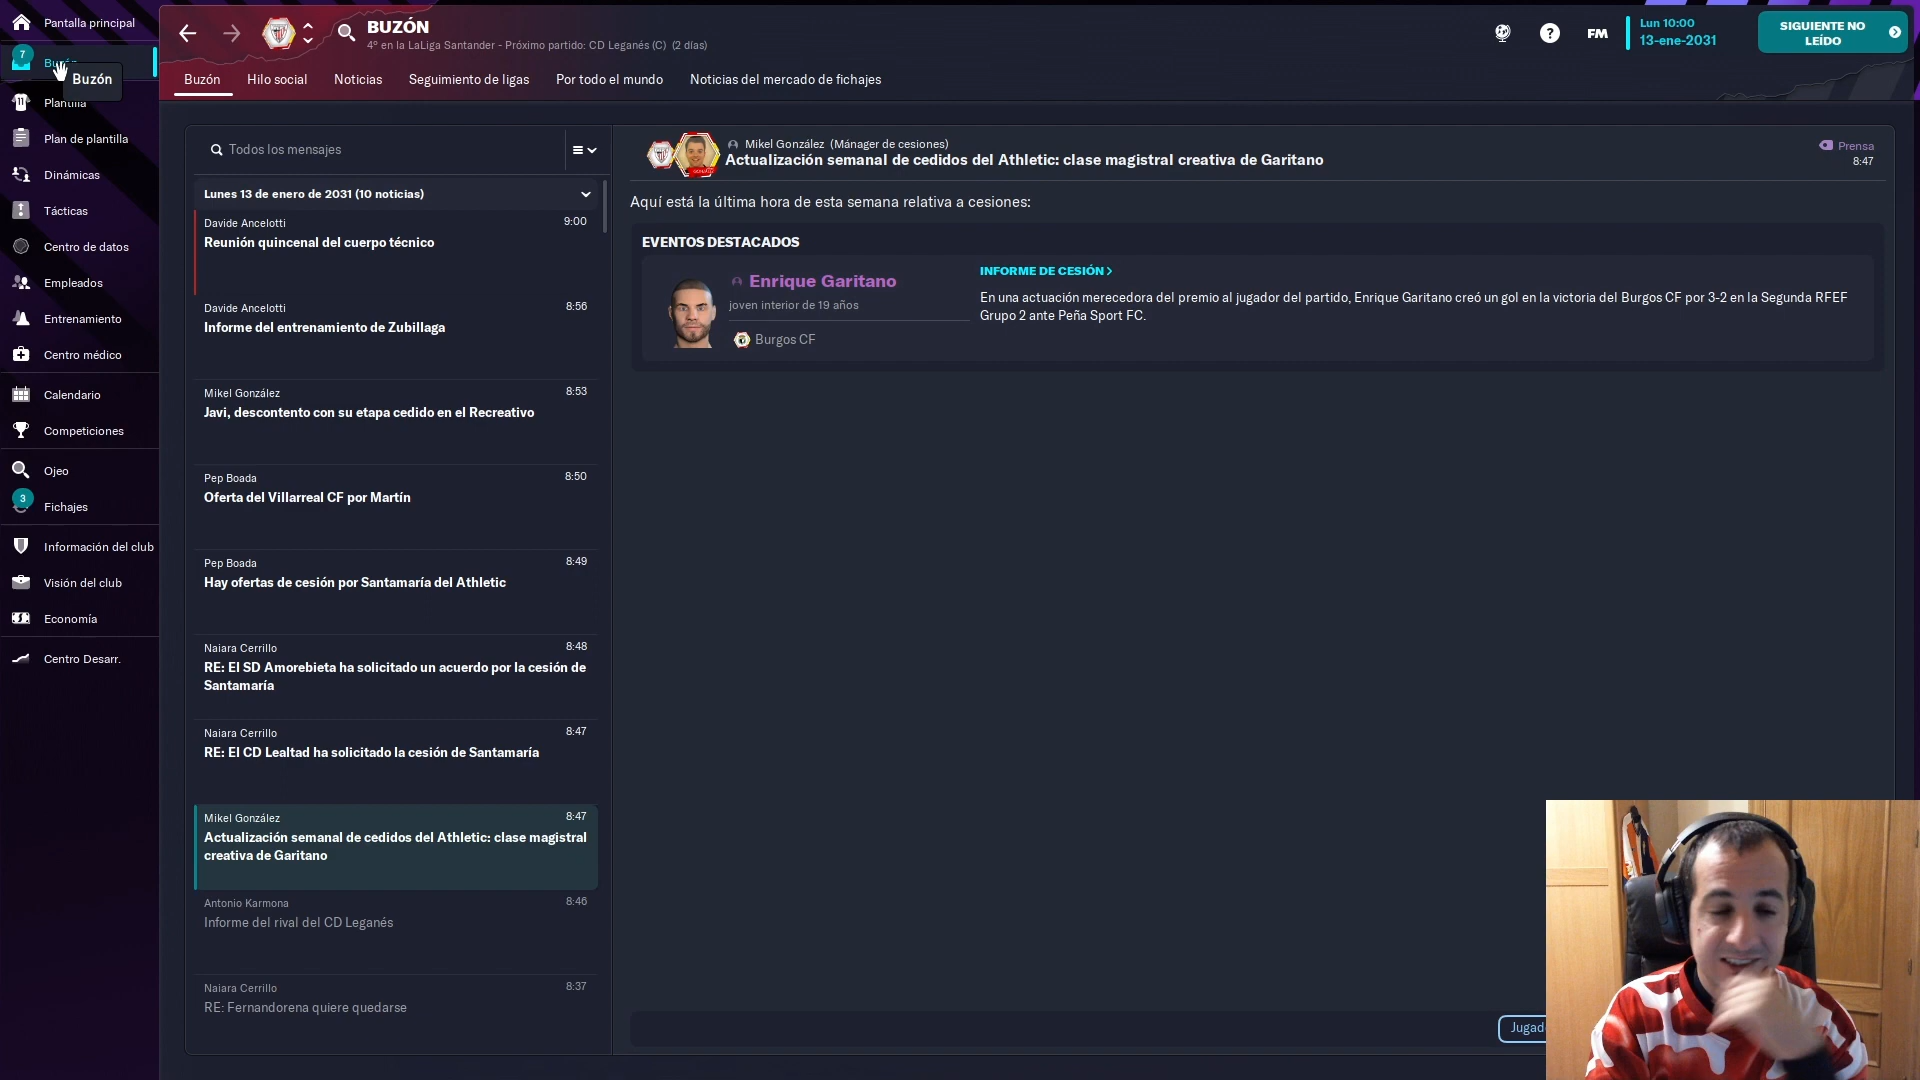 Pantalla principal
7
Buzón
Plantilla
Plan de plantilla
Dinámicas
Tácticas
Centro de datos
Empleados
Entrenamiento
Centro médico
Calendario
Competiciones
Ojeo
3
Fichajes
Información del club
Visión del club
Economía
Centro Desarr.
BUZÓN
4º en la LaLiga Santander - Próximo partido: CD Leganés (C) (2 días)
FM
Lun 10:00
13-ene-2031
SIGUIENTE NO
LEÍDO
Buzón
Hilo social
Noticias
Seguimiento de ligas
Por todo el mundo
Noticias del mercado de fichajes
Todos los mensajes
Lunes 13 de enero de 2031 (10 noticias)
Davide Ancelotti 9:00
Reunión quincenal del cuerpo técnico
Davide Ancelotti 8:56
Informe del entrenamiento de Zubillaga
Mikel González 8:53
Javi, descontento con su etapa cedido en el Recreativo
Pep Boada 8:50
Oferta del Villarreal CF por Martín
Pep Boada 8:49
Hay ofertas de cesión por Santamaría del Athletic
Naiara Cerrillo 8:48
RE: El SD Amorebieta ha solicitado un acuerdo por la cesión de
Santamaría
Naiara Cerrillo 8:47
RE: El CD Lealtad ha solicitado la cesión de Santamaría
Mikel González 8:47
Actualización semanal de cedidos del Athletic: clase magistral
creativa de Garitano
Antonio Karmona 8:46
Informe del rival del CD Leganés
Naiara Cerrillo 8:37
RE: Fernandorena quiere quedarse
Mikel González (Mánager de cesiones)
Actualización semanal de cedidos del Athletic: clase magistral creativa de Garitano
Prensa
8:47
Aquí está la última hora de esta semana relativa a cesiones:
EVENTOS DESTACADOS
Enrique Garitano
joven interior de 19 años
Burgos CF
INFORME DE CESIÓN
En una actuación merecedora del premio al jugador del partido, Enrique Garitano creó un gol en la victoria del Burgos CF por 3-2 en la Segunda RFEF
Grupo 2 ante Peña Sport FC.